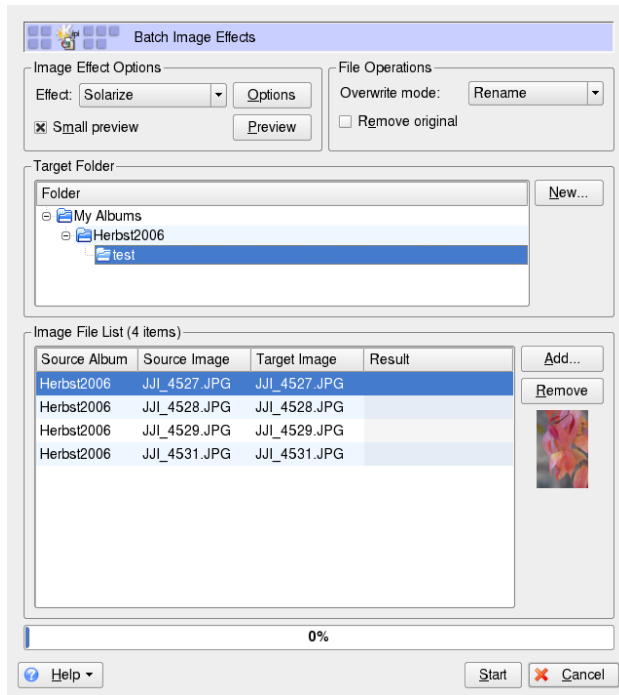 Batch Image Effects
Image Effect Options
File Operations
Effect: Solarize Options
Overwrite mode: Rename
Small preview Preview
Remove original
Target Folder
Folder
New...
My Albums
Herbst2006
test
Image File List (4 items)
Source Album Source Image Target Image Result
Add...
Herbst2006 JJI_4527.JPG JJI_4527.JPG
Remove
Herbst2006 JJI_4528.JPG JJI_4528.JPG
Herbst2006 JJI_4529.JPG JJI_4529.JPG
Herbst2006 JJI_4531.JPG JJI_4531.JPG
0%
Help Start Cancel